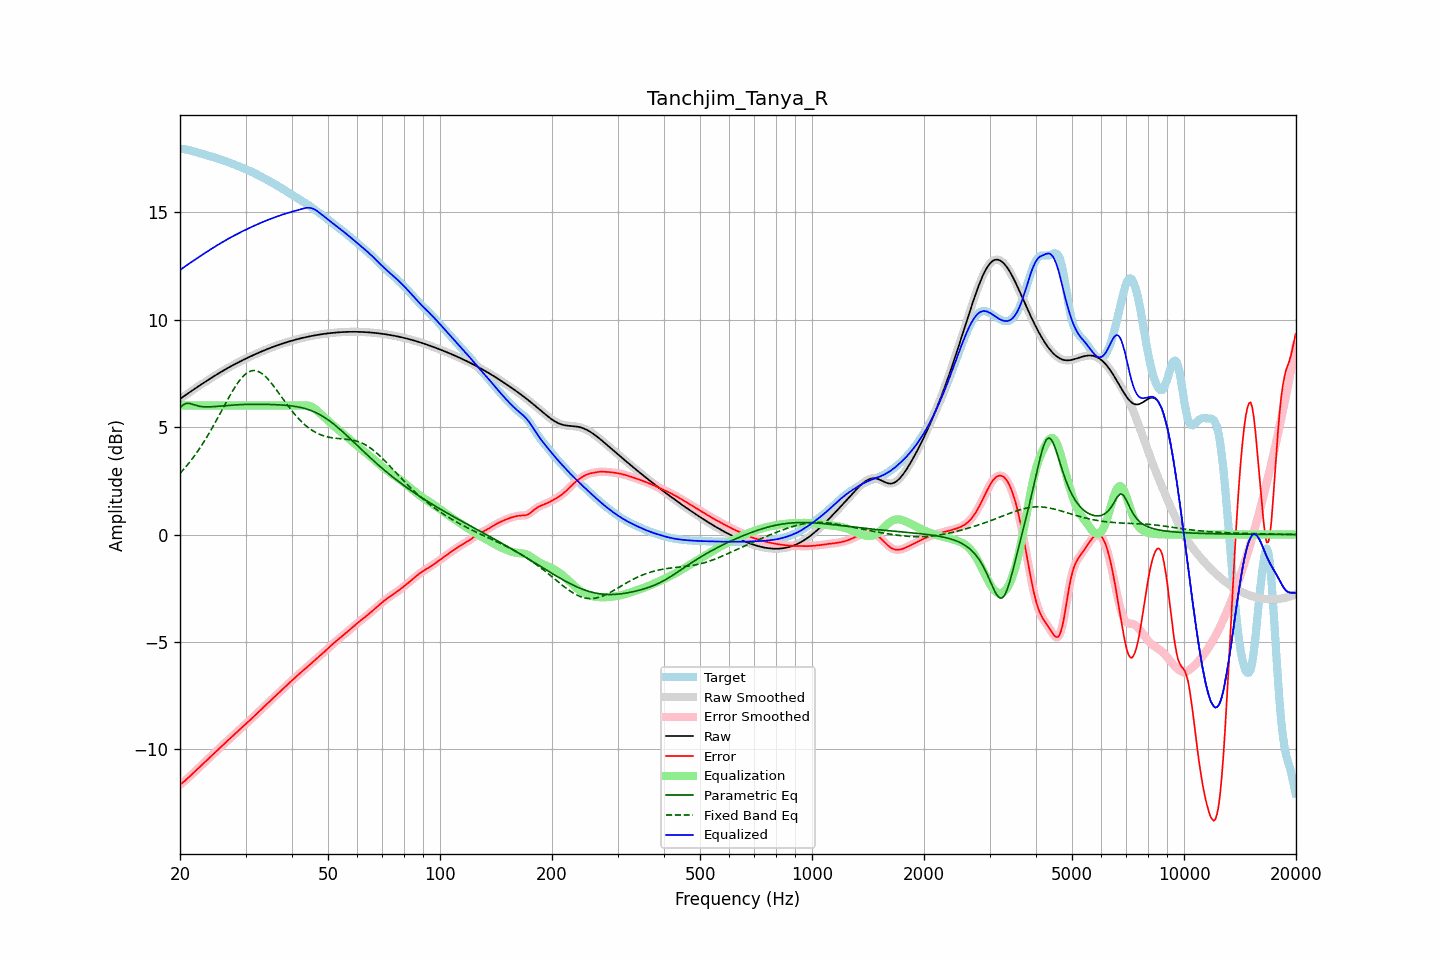 Tanchjim_Tanya_R
Amplitude (dBr)
15
10
5
0
−5
−10
20
50
100
200
500
1000
2000
5000
10000
20000
Frequency (Hz)
Target
Raw Smoothed
Error Smoothed
Raw
Error
Equalization
Parametric Eq
Fixed Band Eq
Equalized